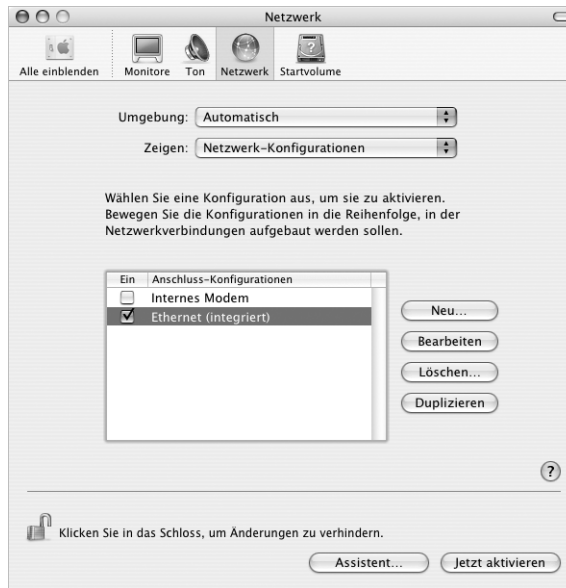 Netzwerk
Alle einblenden Monitore Ton Netzwerk Startvolume
Umgebung: Automatisch
Zeigen: Netzwerk-Konfigurationen
Wählen Sie eine Konfiguration aus, um sie zu aktivieren.
Bewegen Sie die Konfigurationen in die Reihenfolge, in der
Netzwerkverbindungen aufgebaut werden sollen.
Ein Anschluss-Konfigurationen
Internes Modem
Ethernet (integriert)
Neu...
Bearbeiten
Löschen...
Duplizieren
?
Klicken Sie in das Schloss, um Änderungen zu verhindern.
Assistent... Jetzt aktivieren